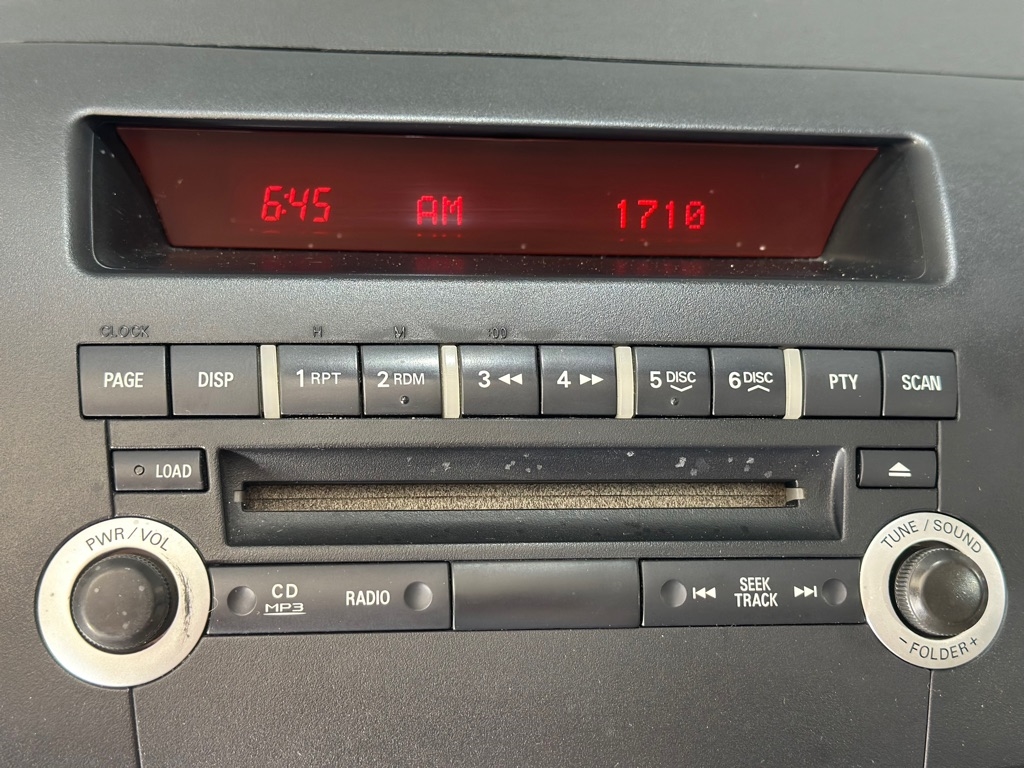 6:45 AM 1710
CLOCK H M :00
PAGE DISP 1 RPT 2 RDM 3 ◀◀ 4 ▶▶ 5 DISC 6 DISC PTY SCAN
LOAD
PWR/VOL
TUNE / SOUND
CD
MP3
RADIO
SEEK
TRACK
- FOLDER +